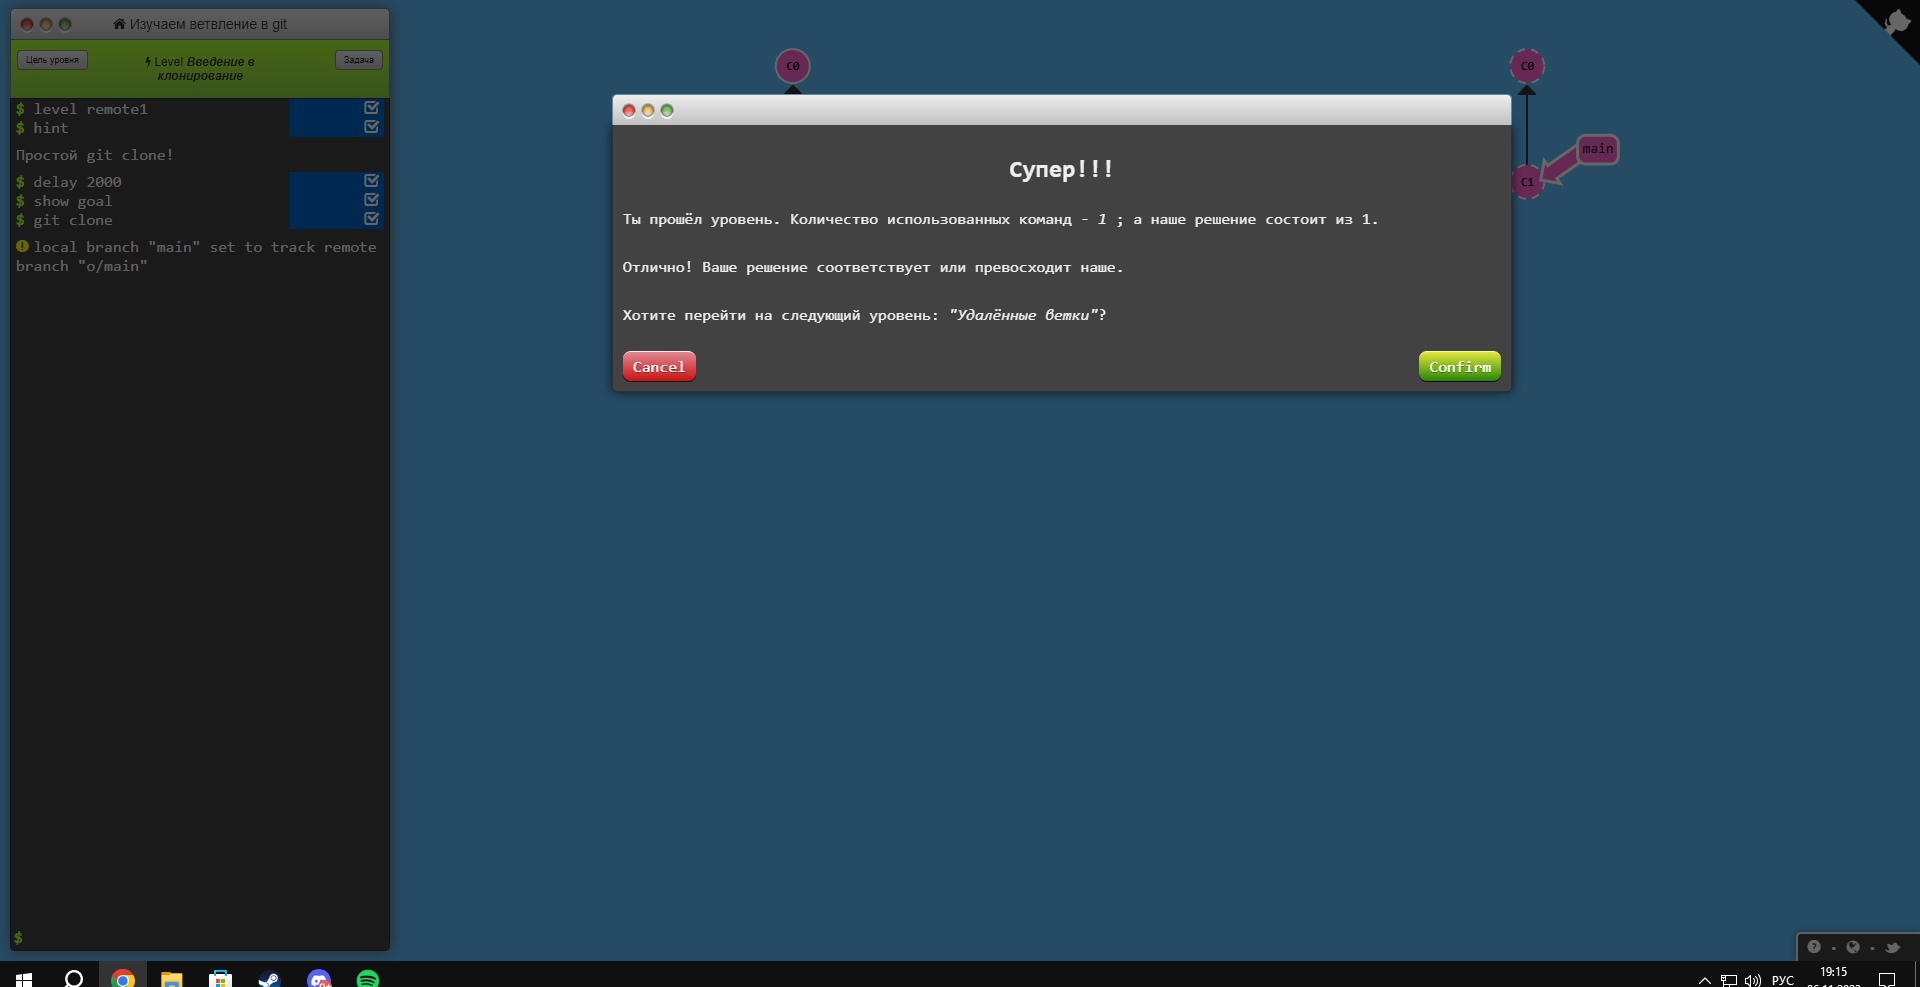 Изучаем ветвление в git
Цель уровня
Level Введение в
клонирование
Задача
$ level remote1
$ hint
Простой git clone!
$ delay 2000
$ show goal
$ git clone
local branch "main" set to track remote
branch "o/main"
$
C0
C0
main
C1
Супер!!!
Ты прошёл уровень. Количество использованных команд - 1 ; а наше решение состоит из 1.
Отлично! Ваше решение соответствует или превосходит наше.
Хотите перейти на следующий уровень: "Удалённые ветки"?
Cancel
Confirm
РУС
19:15